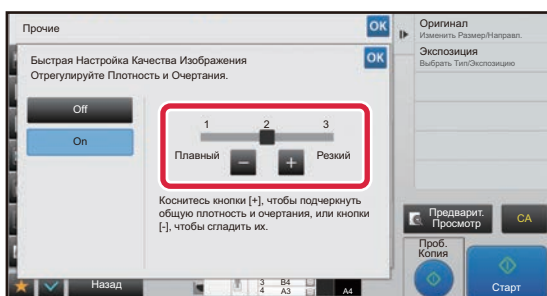 Прочие
OK
Быстрая Настройка Качества Изображения
Отрегулируйте Плотность и Очертания.
OK
Off
On
1 2 3
Плавный - + Резкий
Коснитесь кнопки [+], чтобы подчеркнуть
общую плотность и очертания, или кнопки
[-], чтобы сгладить их.
Назад
3 B4
4 A3
A4
Оригинал
Изменить Размер/Направл.
Экспозиция
Выбрать Тип/Экспозицию
Предварит.
Просмотр
CA
Проб.
Копия
Старт